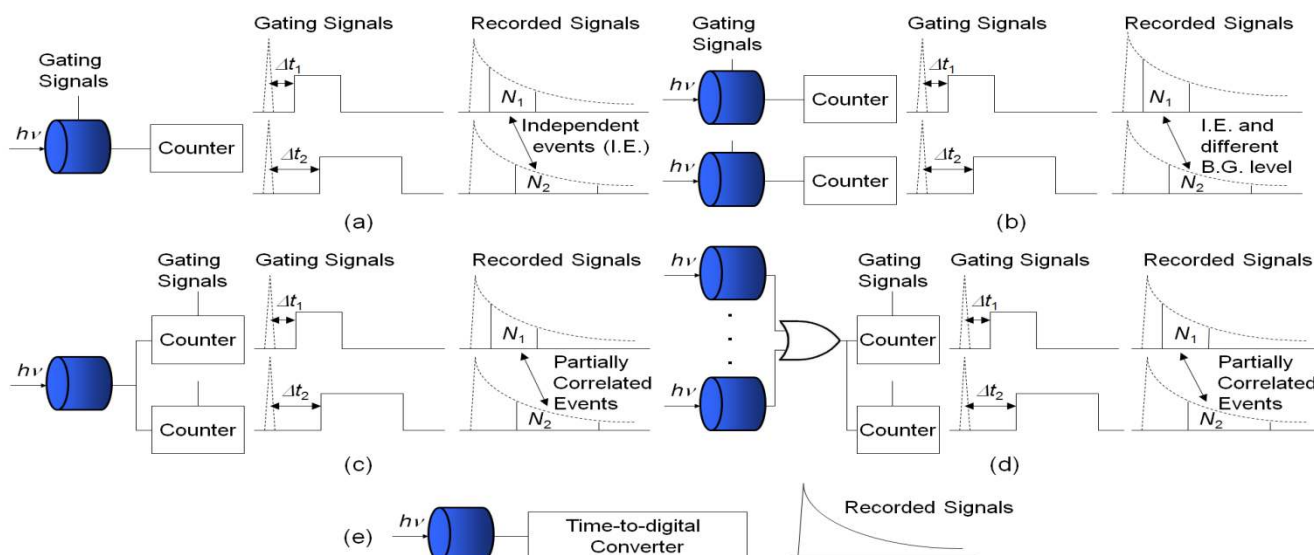 Gating Signals
Recorded Signals
Gating
Signals
hν
Counter
Δt1
Δt2
N1
Independent
events (I.E.)
N2
(a)
Gating
Signals
Gating Signals
Recorded Signals
hν
Counter
hν
Counter
Δt1
Δt2
N1
I.E. and
different
B.G. level
N2
(b)
Gating
Signals
Gating Signals
Recorded Signals
hν
Counter
Counter
Δt1
Δt2
N1
Partially
Correlated
Events
N2
(c)
hν
hν
Gating
Signals
Gating Signals
Recorded Signals
Counter
Counter
Δt1
Δt2
N1
Partially
Correlated
Events
N2
(d)
(e)
hν
Time-to-digital
Converter
Recorded Signals